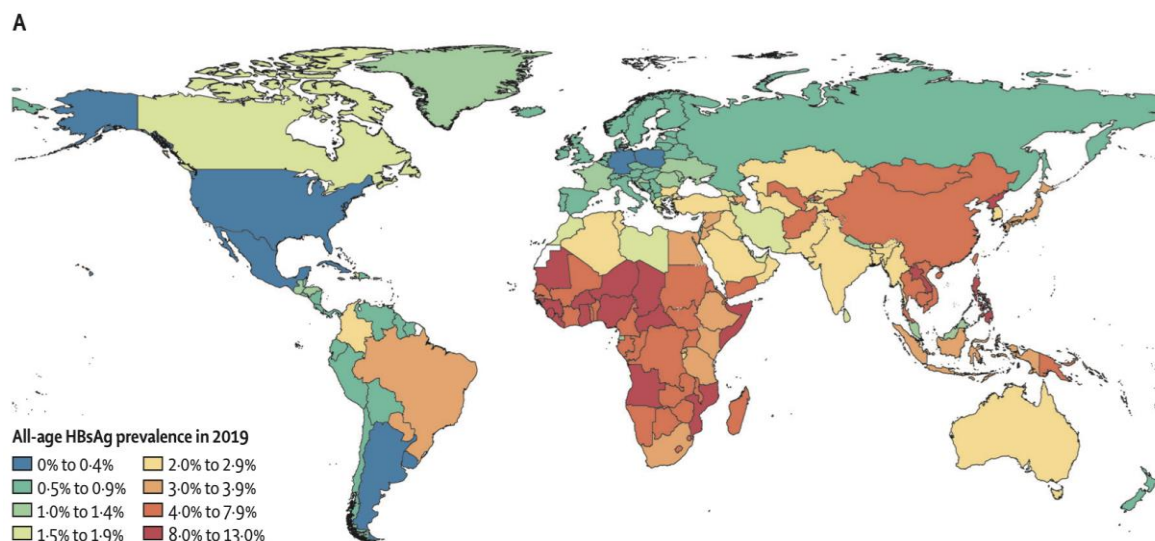 A
All-age HBsAg prevalence in 2019
0% to 0·4%
0·5% to 0·9%
1·0% to 1·4%
1·5% to 1·9%
2·0% to 2·9%
3·0% to 3·9%
4·0% to 7·9%
8·0% to 13·0%